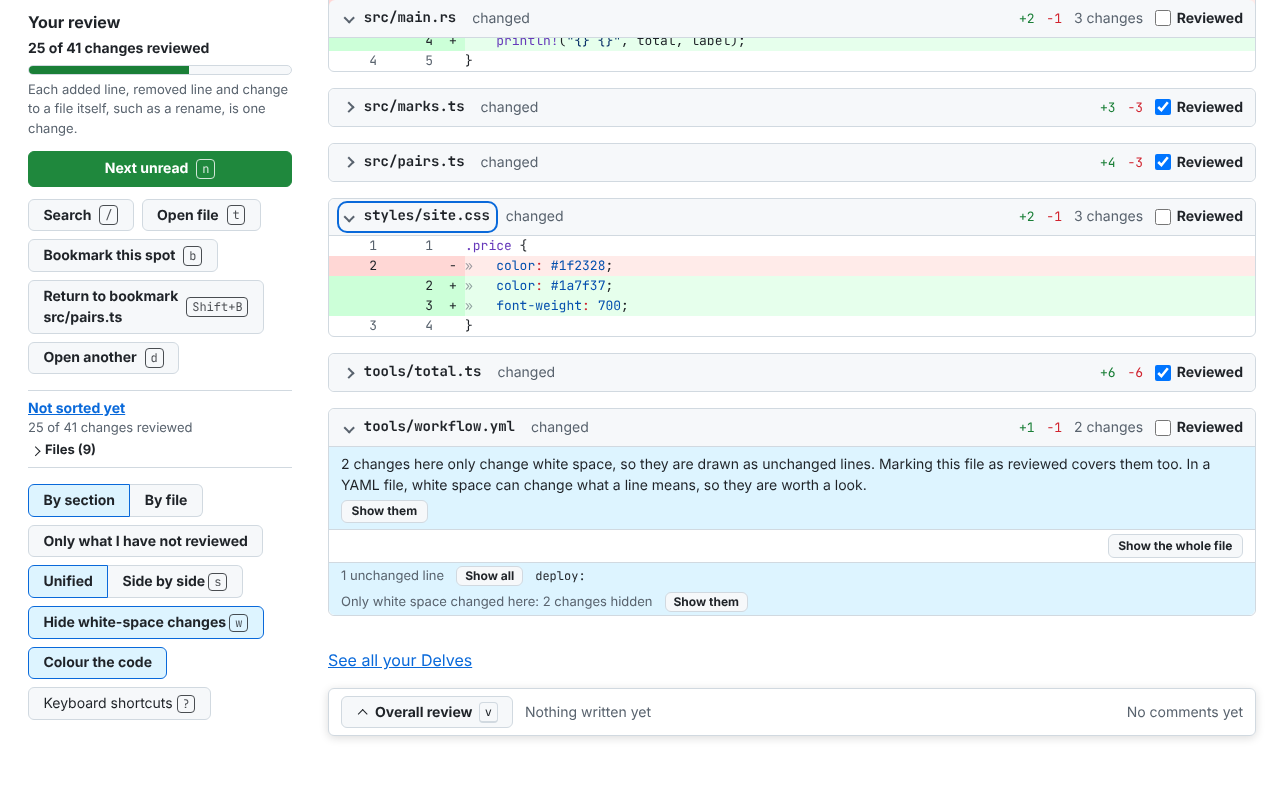 Your review
25 of 41 changes reviewed
Each added line, removed line and change
to a file itself, such as a rename, is one
change.
Next unread n
Search / Open file t
Bookmark this spot b
Return to bookmark
src/pairs.ts Shift+B
Open another d
Not sorted yet
25 of 41 changes reviewed
Files (9)
By section By file
Only what I have not reviewed
Unified Side by side s
Hide white-space changes w
Colour the code
Keyboard shortcuts ?
src/main.rs changed +2 -1 3 changes Reviewed
4 + println!("{} {}", total, label);
4 5 }
src/marks.ts changed +3 -3 Reviewed
src/pairs.ts changed +4 -3 Reviewed
styles/site.css changed +2 -1 3 changes Reviewed
1 1 .price {
2 - » color: #1f2328;
2 + » color: #1a7f37;
3 + » font-weight: 700;
3 4 }
tools/total.ts changed +6 -6 Reviewed
tools/workflow.yml changed +1 -1 2 changes Reviewed
2 changes here only change white space, so they are drawn as unchanged lines. Marking this file as reviewed covers them too. In a
YAML file, white space can change what a line means, so they are worth a look.
Show them
Show the whole file
1 unchanged line Show all deploy:
Only white space changed here: 2 changes hidden Show them
See all your Delves
Overall review v Nothing written yet No comments yet